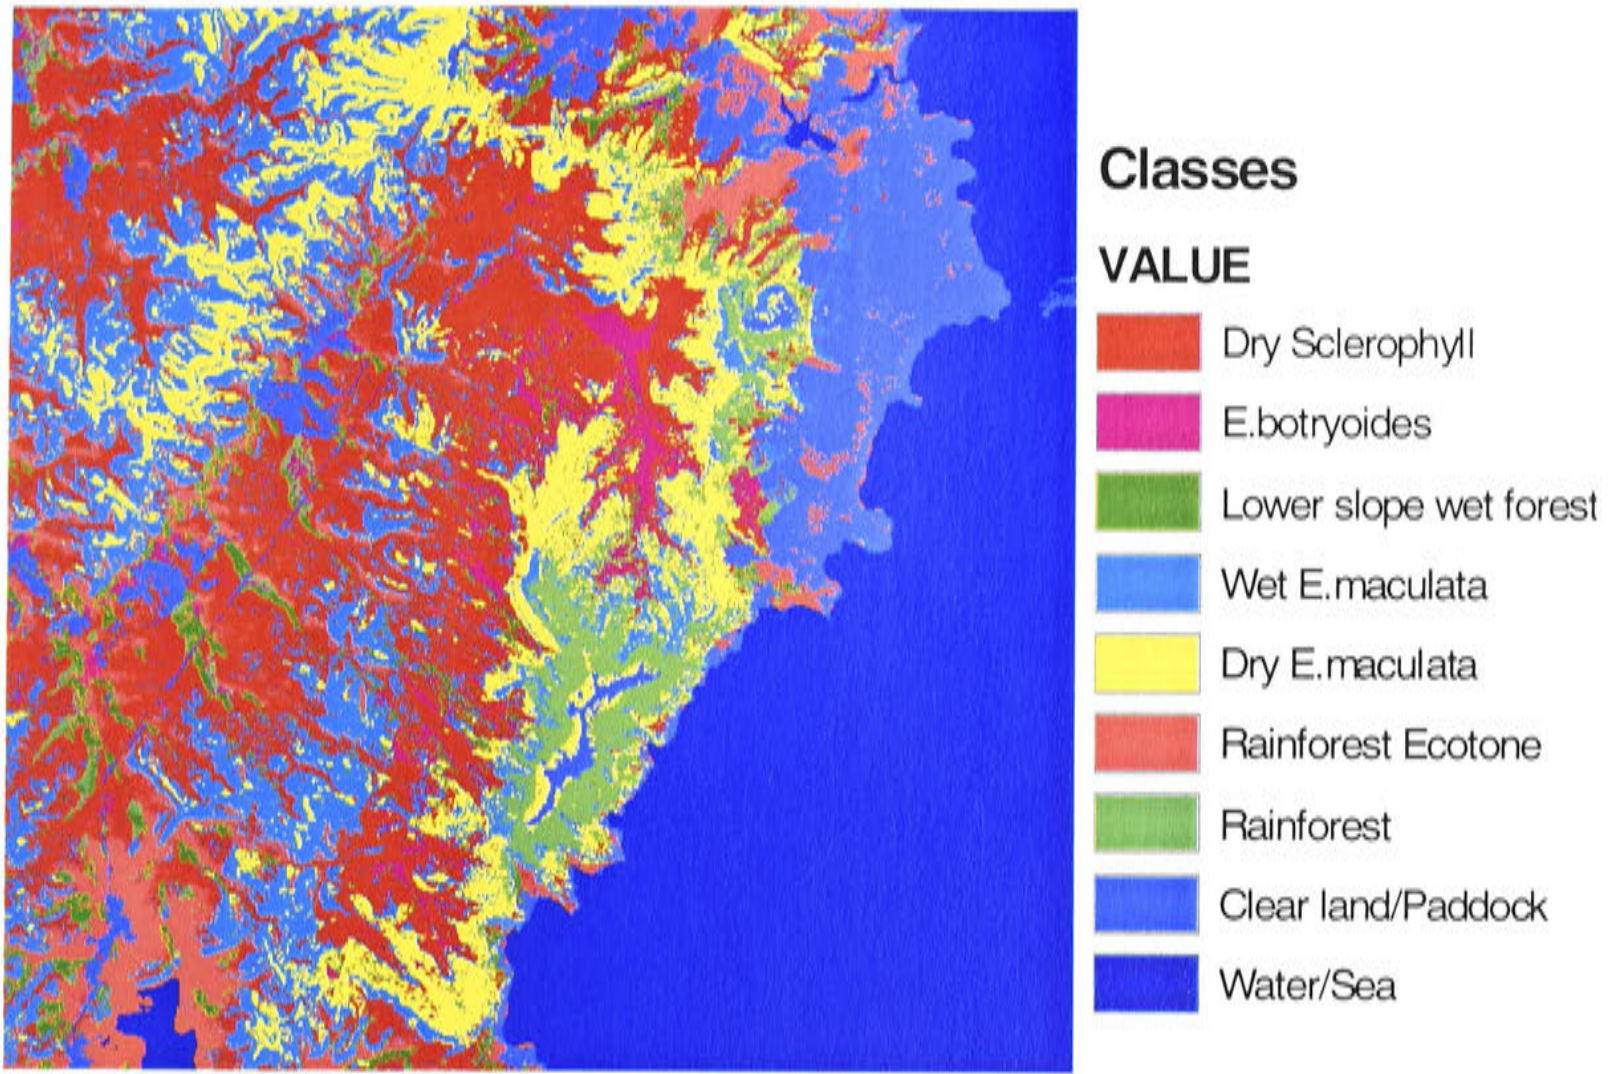 Classes
VALUE
Dry Sclerophyll
E.botryoides
Lower slope wet forest
Wet E.maculata
Dry E.maculata
Rainforest Ecotone
Rainforest
Clear land/Paddock
Water/Sea